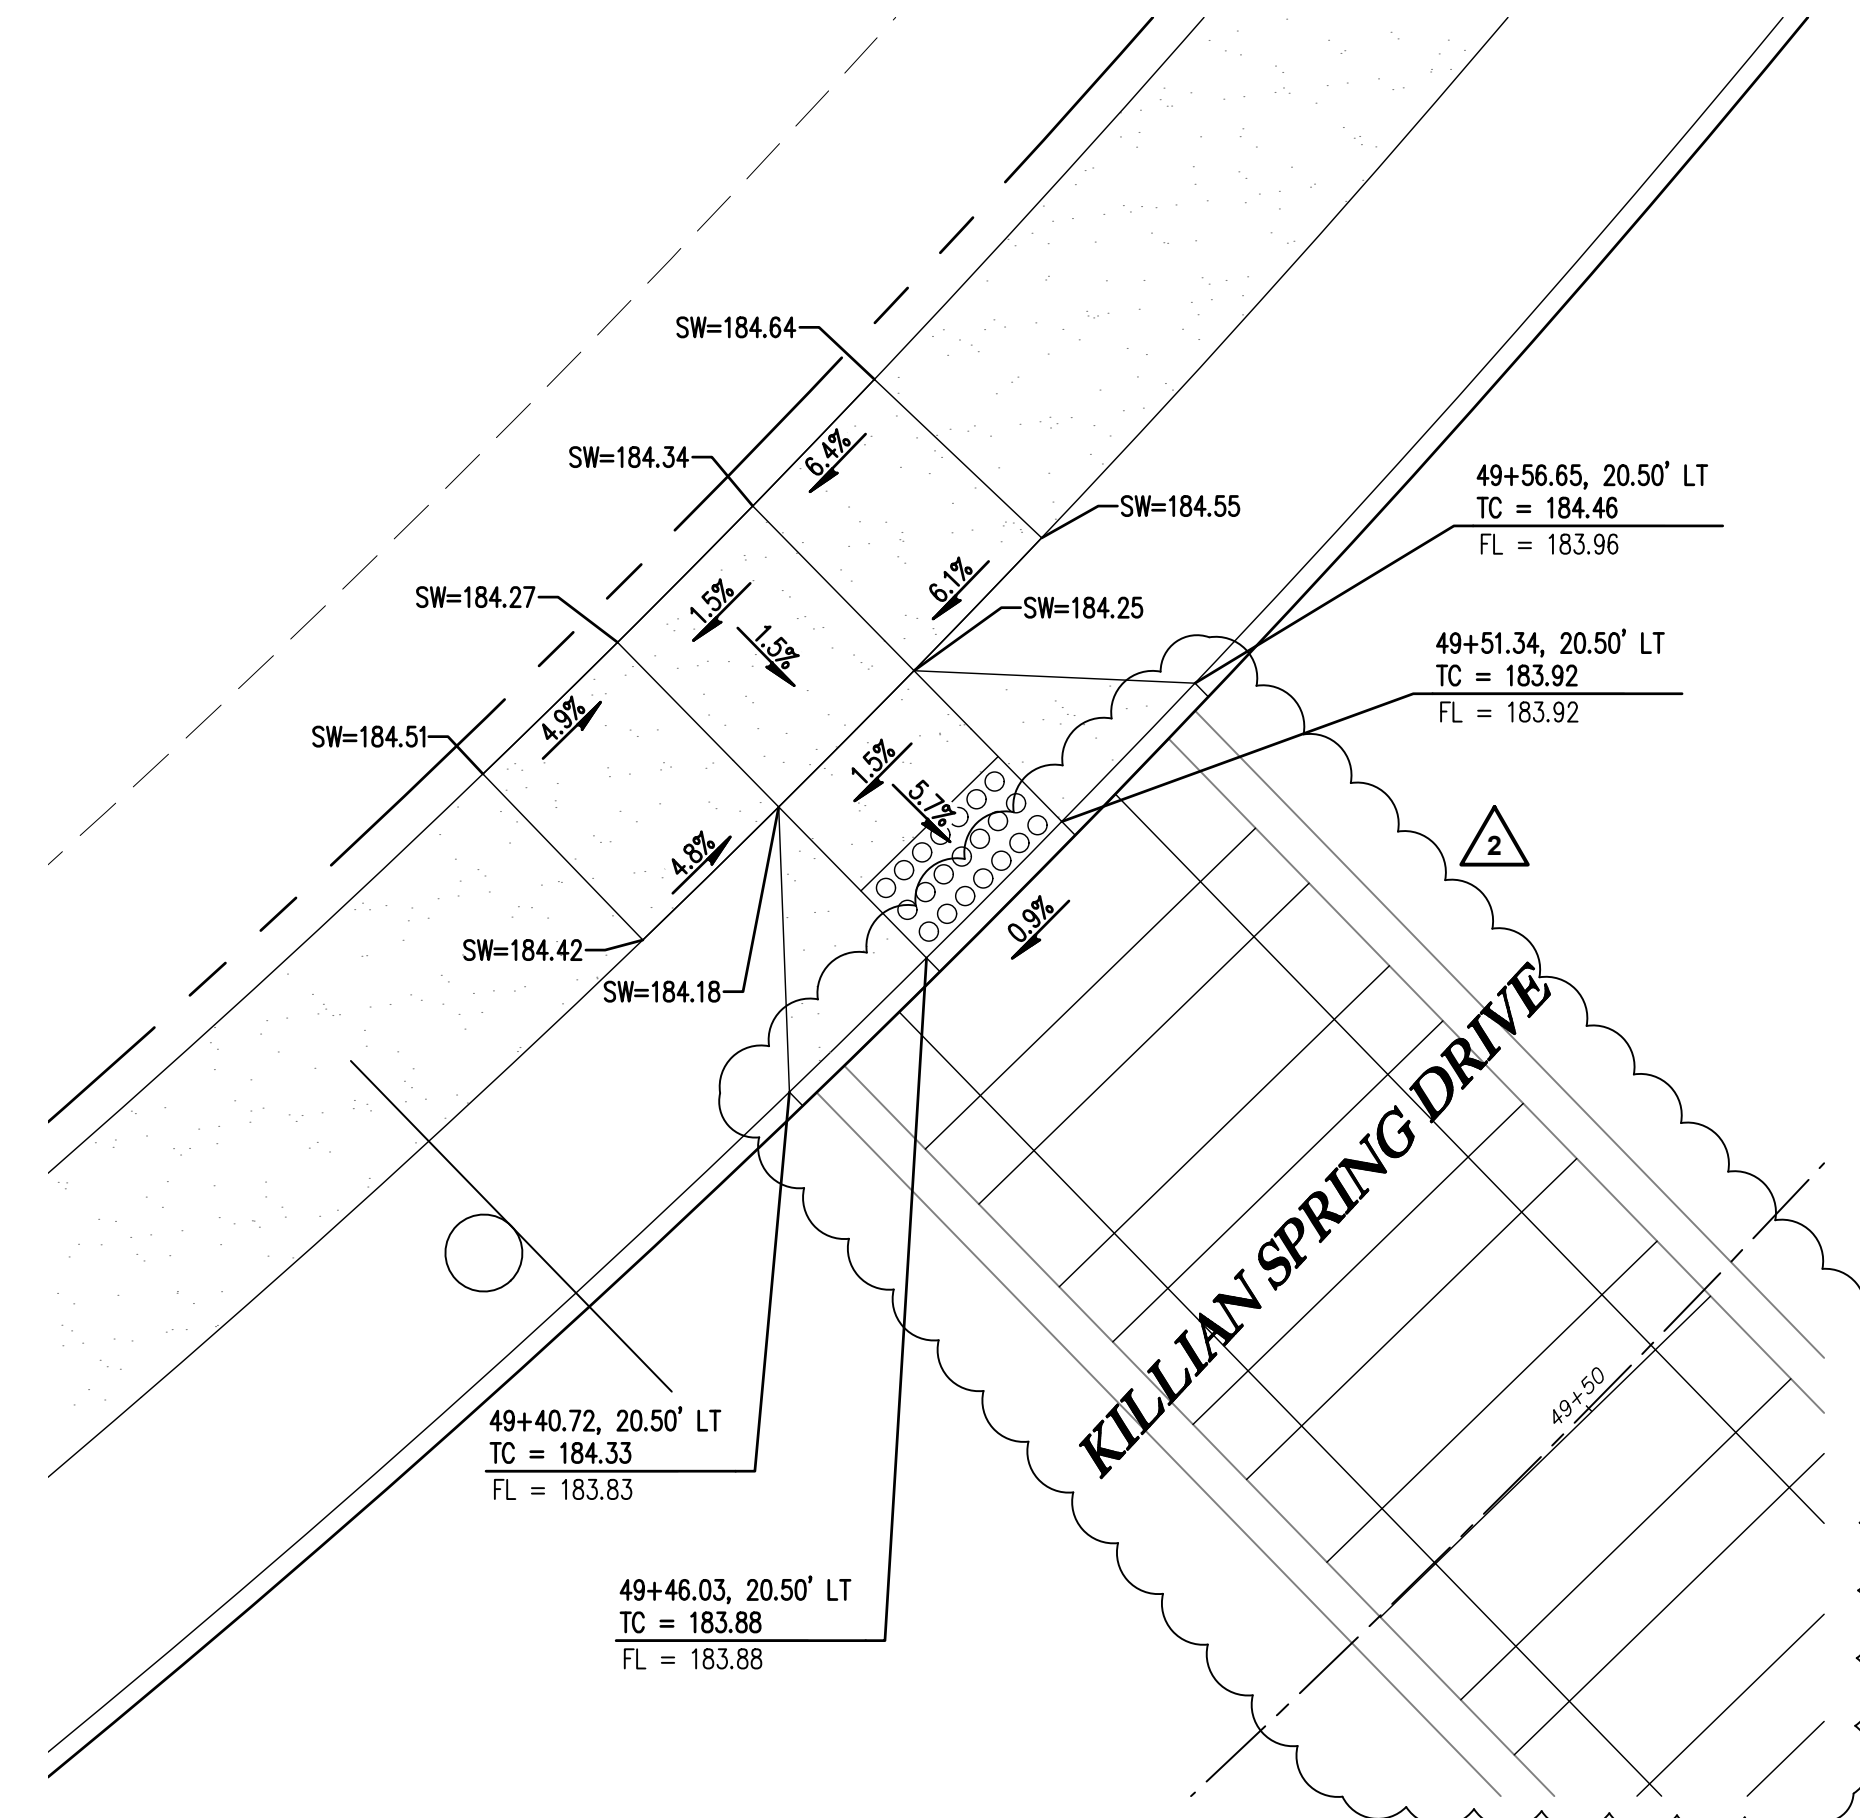 SW=184.64
6.4%
SW=184.34
49+56.65, 20.50' LT
TC = 184.46
FL = 183.96
SW=184.55
6.1%
1.5%
SW=184.27
SW=184.25
1.5%
49+51.34, 20.50' LT
TC = 183.92
FL = 183.92
4.9%
SW=184.51
1.5%
5.7%
4.8%
2
0.9%
SW=184.42
SW=184.18
KILLIAN SPRING DRIVE
49+50
49+40.72, 20.50' LT
TC = 184.33
FL = 183.83
49+46.03, 20.50' LT
TC = 183.88
FL = 183.88